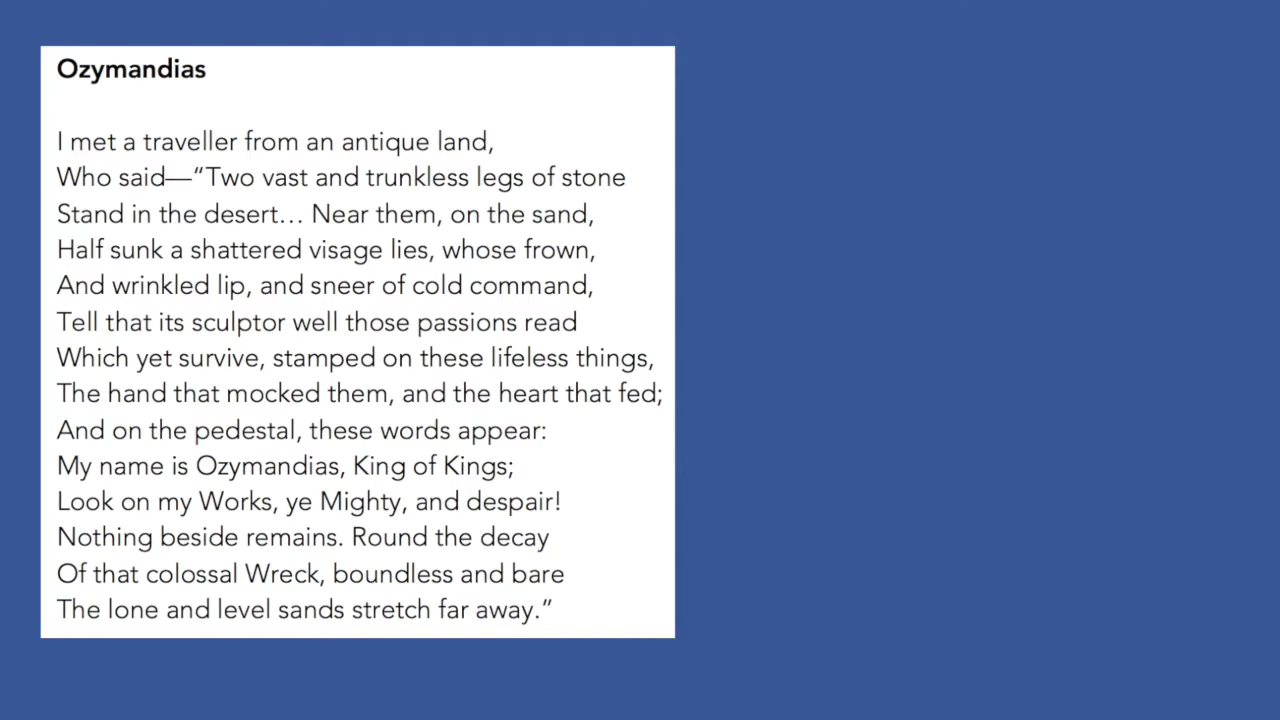 Ozymandias
I met a traveller from an antique land,
Who said—“Two vast and trunkless legs of stone
Stand in the desert… Near them, on the sand,
Half sunk a shattered visage lies, whose frown,
And wrinkled lip, and sneer of cold command,
Tell that its sculptor well those passions read
Which yet survive, stamped on these lifeless things,
The hand that mocked them, and the heart that fed;
And on the pedestal, these words appear:
My name is Ozymandias, King of Kings;
Look on my Works, ye Mighty, and despair!
Nothing beside remains. Round the decay
Of that colossal Wreck, boundless and bare
The lone and level sands stretch far away.”